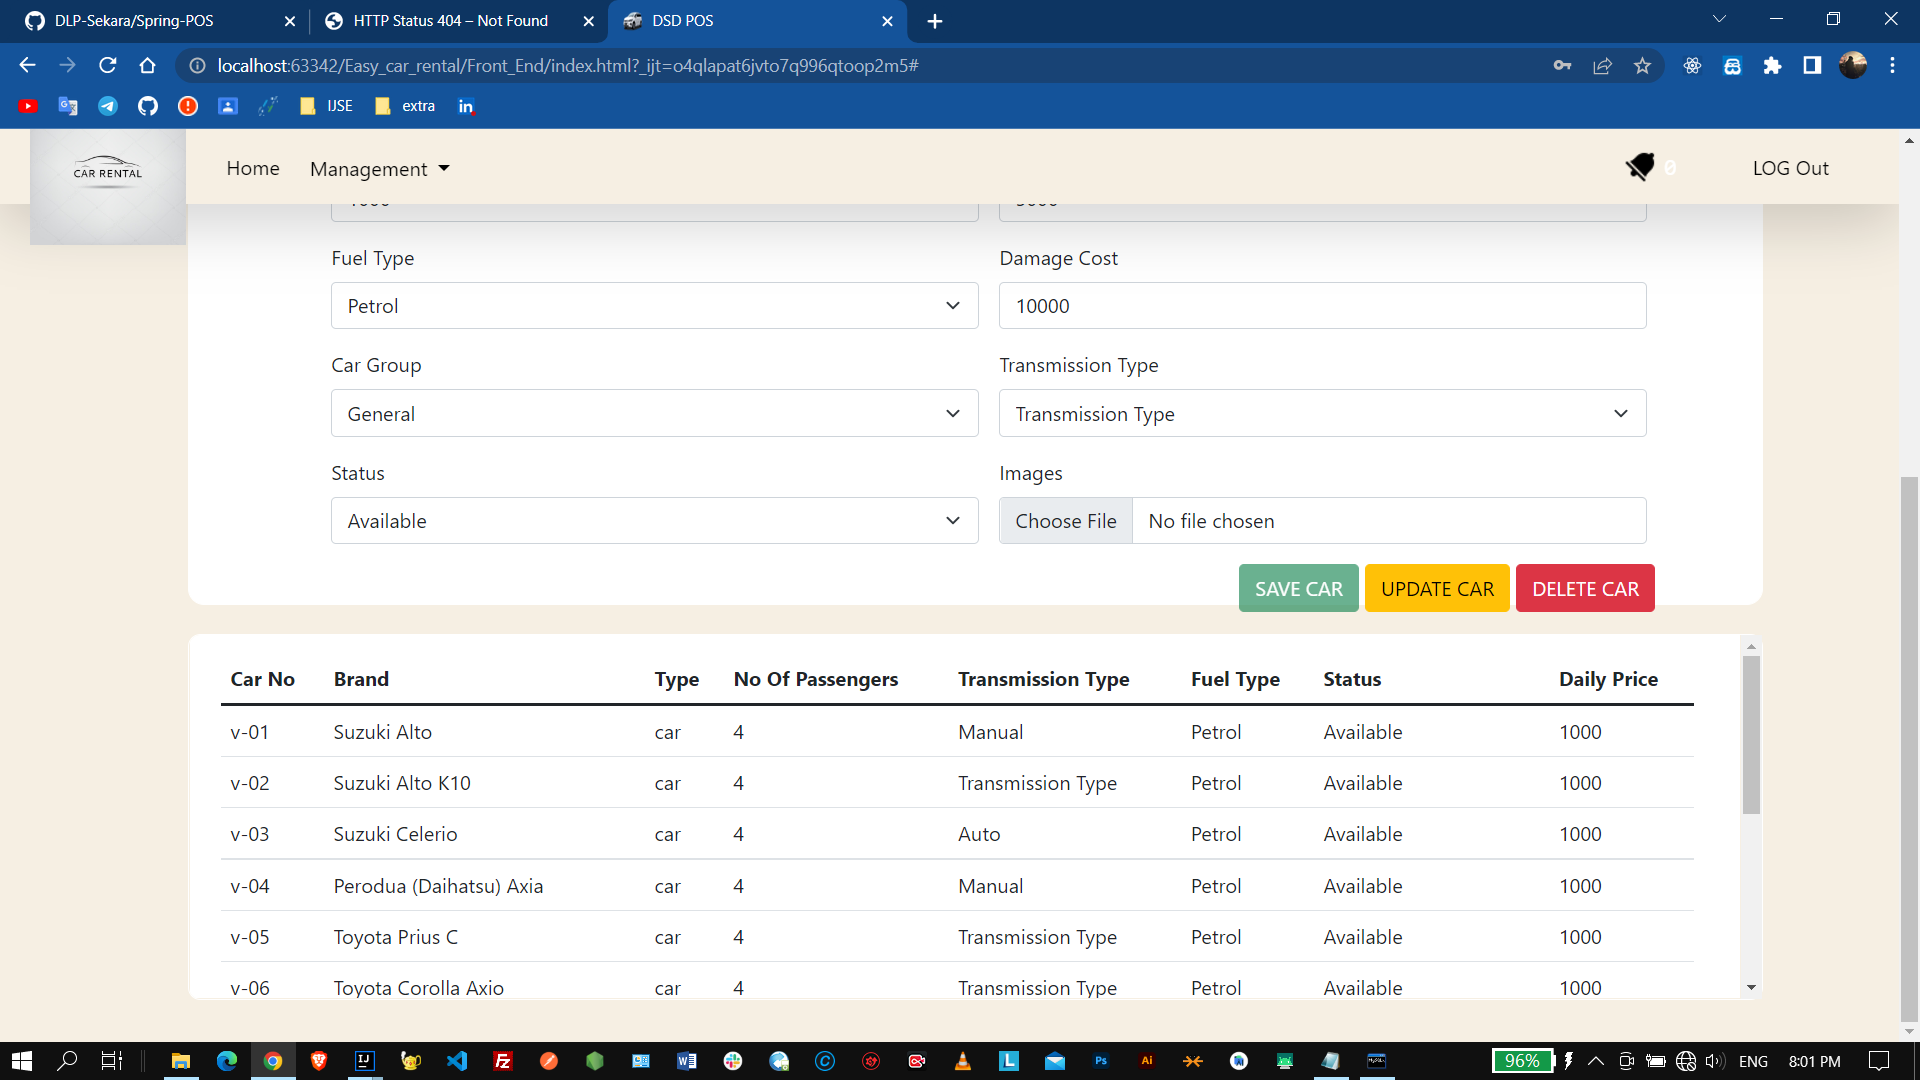 DLP-Sekara/Spring-POS
HTTP Status 404 – Not Found
DSD POS
localhost:63342/Easy_car_rental/Front_End/index.html?_ijt=o4qlapat6jvto7q996qtoop2m5#
IJSE
extra
CAR RENTAL
Home
Management
0
LOG Out
Fuel Type
Damage Cost
Petrol
10000
Car Group
Transmission Type
General
Transmission Type
Status
Images
Available
Choose File
No file chosen
SAVE CAR
UPDATE CAR
DELETE CAR
Car No Brand Type No Of Passengers Transmission Type Fuel Type Status Daily Price
v-01 Suzuki Alto car 4 Manual Petrol Available 1000
v-02 Suzuki Alto K10 car 4 Transmission Type Petrol Available 1000
v-03 Suzuki Celerio car 4 Auto Petrol Available 1000
v-04 Perodua (Daihatsu) Axia car 4 Manual Petrol Available 1000
v-05 Toyota Prius C car 4 Transmission Type Petrol Available 1000
v-06 Toyota Corolla Axio car 4 Transmission Type Petrol Available 1000
96%
ENG
8:01 PM